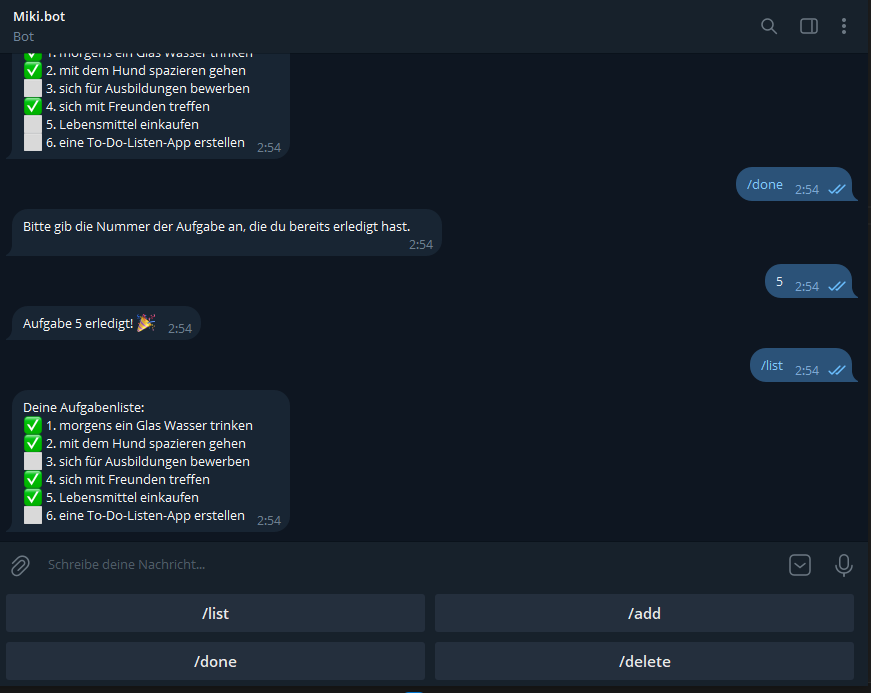 Miki.bot
Bot
✅ 1. morgens ein Glas Wasser trinken
✅ 2. mit dem Hund spazieren gehen
⬜ 3. sich für Ausbildungen bewerben
✅ 4. sich mit Freunden treffen
⬜ 5. Lebensmittel einkaufen
⬜ 6. eine To-Do-Listen-App erstellen 2:54
/done 2:54
Bitte gib die Nummer der Aufgabe an, die du bereits erledigt hast.
2:54
5 2:54
Aufgabe 5 erledigt! 🎉 2:54
/list 2:54
Deine Aufgabenliste:
✅ 1. morgens ein Glas Wasser trinken
✅ 2. mit dem Hund spazieren gehen
⬜ 3. sich für Ausbildungen bewerben
✅ 4. sich mit Freunden treffen
✅ 5. Lebensmittel einkaufen
⬜ 6. eine To-Do-Listen-App erstellen 2:54
Schreibe deine Nachricht...
/list
/add
/done
/delete